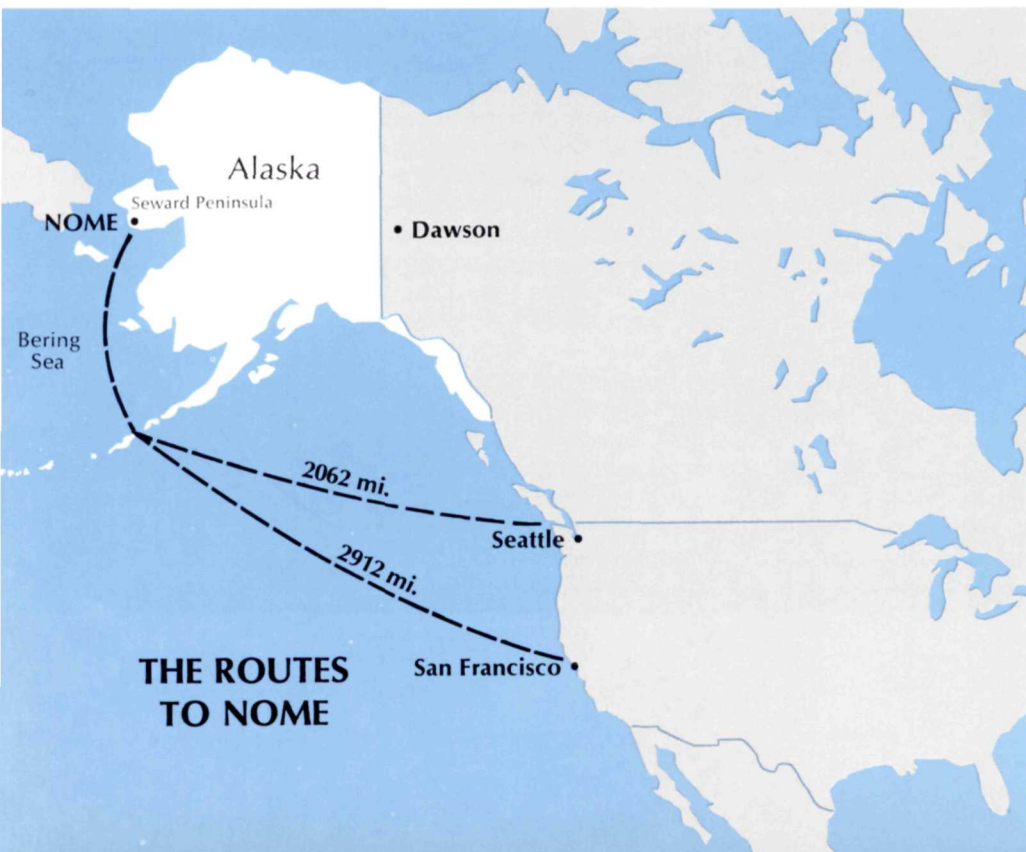 Alaska
Seward Peninsula
NOME
Dawson
Bering
Sea
2062 mi.
Seattle
2912 mi.
San Francisco
THE ROUTES
TO NOME